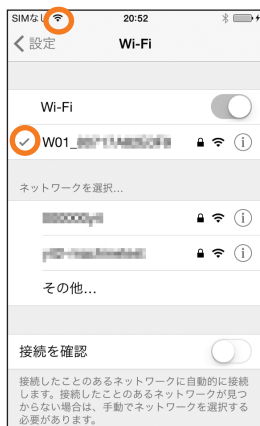 SIMなし 20:52
設定 Wi-Fi
Wi-Fi
W01_
ネットワークを選択...
その他...
接続を確認
接続したことのあるネットワークに自動的に接続
します。接続したことのあるネットワークが見つ
からない場合は、手動でネットワークを選択する
必要があります。